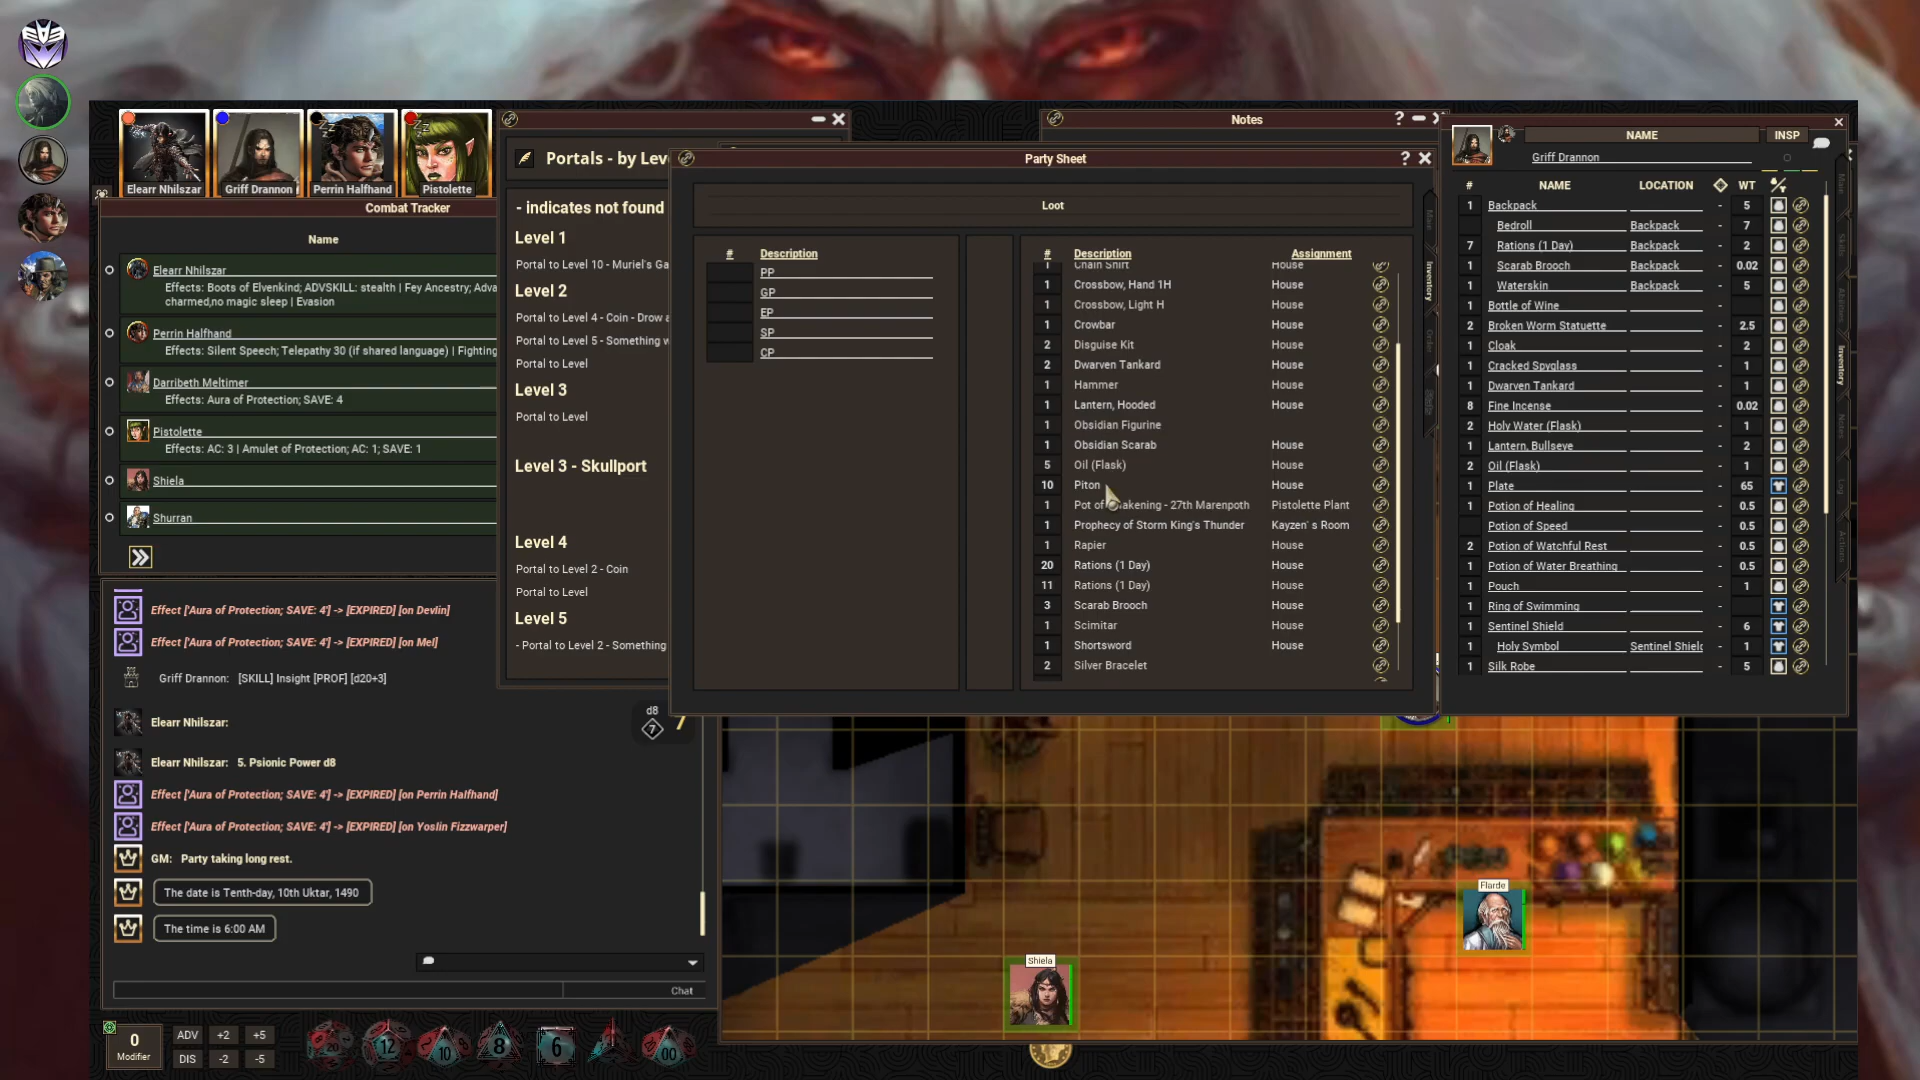 Elearr Nhilszar
Griff Drannon
Perrin Halfhand
Pistolette
Combat Tracker
Name
Elearr Nhilszar
Effects: Boots of Elvenkind; ADVSKILL: stealth | Fey Ancestry; Adva
charmed,no magic sleep | Evasion
Perrin Halfhand
Effects: Silent Speech; Telepathy 30 (if shared language) | Fighting
Darribeth Meltimer
Effects: Aura of Protection; SAVE: 4
Pistolette
Effects: AC: 3 | Amulet of Protection; AC: 1; SAVE: 1
Shiela
Shurran
Effect ['Aura of Protection; SAVE: 4'] -> [EXPIRED] [on Devlin]
Effect ['Aura of Protection; SAVE: 4'] -> [EXPIRED] [on Mel]
Griff Drannon: [SKILL] Insight [PROF] [d20+3]
Elearr Nhilszar:
d8
7
7
Elearr Nhilszar: 5. Psionic Power d8
Effect ['Aura of Protection; SAVE: 4'] -> [EXPIRED] [on Perrin Halfhand]
Effect ['Aura of Protection; SAVE: 4'] -> [EXPIRED] [on Yoslin Fizzwarper]
GM: Party taking long rest.
The date is Tenth-day, 10th Uktar, 1490
The time is 6:00 AM
Chat
0
Modifier
ADV +2 +5
DIS -2 -5
20 12 10 8 6 00
Portals - by Leve
- indicates not found
Level 1
Portal to Level 10 - Muriel's Ga
Level 2
Portal to Level 4 - Coin - Drow a
Portal to Level 5 - Something w
Portal to Level
Level 3
Portal to Level
Level 3 - Skullport
Level 4
Portal to Level 2 - Coin
Portal to Level
Level 5
- Portal to Level 2 - Something
Notes ?
Party Sheet ?
Loot
# Description
PP
GP
EP
SP
CP
# Description Assignment
1 Chain Shirt House
1 Crossbow, Hand 1H House
1 Crossbow, Light H House
1 Crowbar House
2 Disguise Kit House
2 Dwarven Tankard House
1 Hammer House
1 Lantern, Hooded House
1 Obsidian Figurine
1 Obsidian Scarab House
5 Oil (Flask) House
10 Piton House
1 Pot of akening - 27th Marenpoth Pistolette Plant
1 Prophecy of Storm King's Thunder Kayzen' s Room
1 Rapier House
20 Rations (1 Day) House
11 Rations (1 Day) House
3 Scarab Brooch House
1 Scimitar House
1 Shortsword House
2 Silver Bracelet
Inventory
NAME INSP
Griff Drannon
# NAME LOCATION WT
1 Backpack - 5
Bedroll Backpack - 7
7 Rations (1 Day) Backpack - 2
1 Scarab Brooch Backpack - 0.02
1 Waterskin Backpack - 5
1 Bottle of Wine -
2 Broken Worm Statuette - 2.5
1 Cloak - 2
1 Cracked Spyglass - 1
1 Dwarven Tankard - 1
8 Fine Incense - 0.02
2 Holy Water (Flask) - 1
1 Lantern, Bullseye - 2
2 Oil (Flask) - 1
1 Plate - 65
1 Potion of Healing - 0.5
Potion of Speed - 0.5
2 Potion of Watchful Rest - 0.5
1 Potion of Water Breathing - 0.5
1 Pouch - 1
1 Ring of Swimming -
1 Sentinel Shield - 6
1 Holy Symbol Sentinel Shield - 1
1 Silk Robe - 5
Inventory
Flarde
Shiela